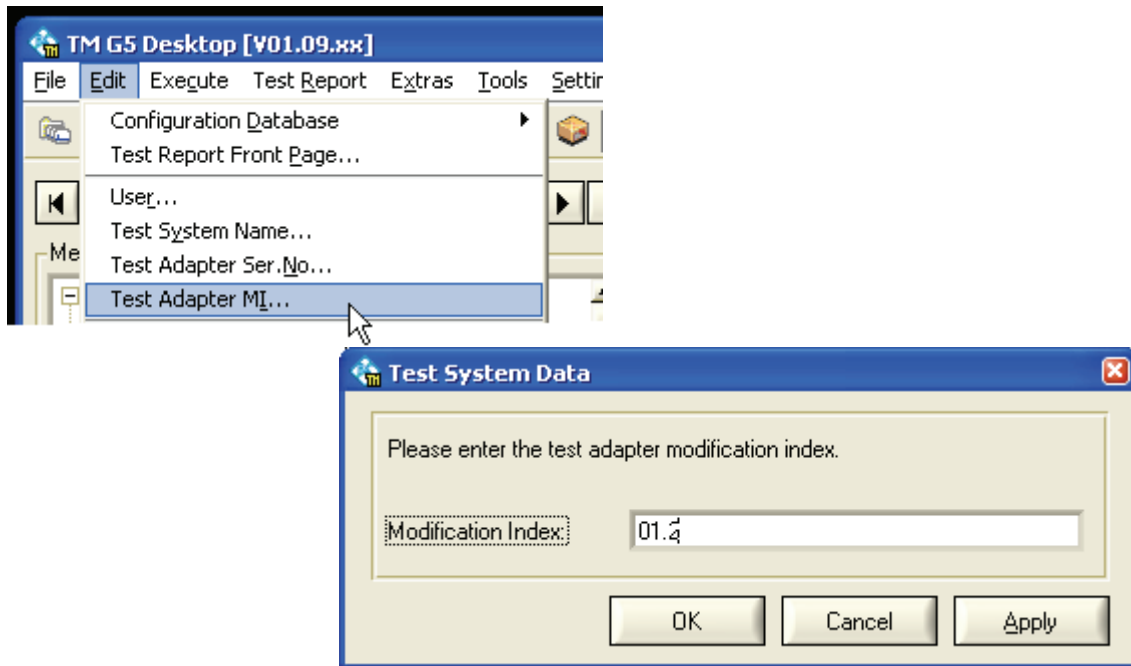 TM G5 Desktop [V01.09.xx]
File Edit Execute Test Report Extras Tools Settin
Configuration Database
Test Report Front Page...
User...
Test System Name...
Test Adapter Ser.No...
Me
Test Adapter MI...
Test System Data
Please enter the test adapter modification index.
Modification Index:
01.2
OK Cancel Apply